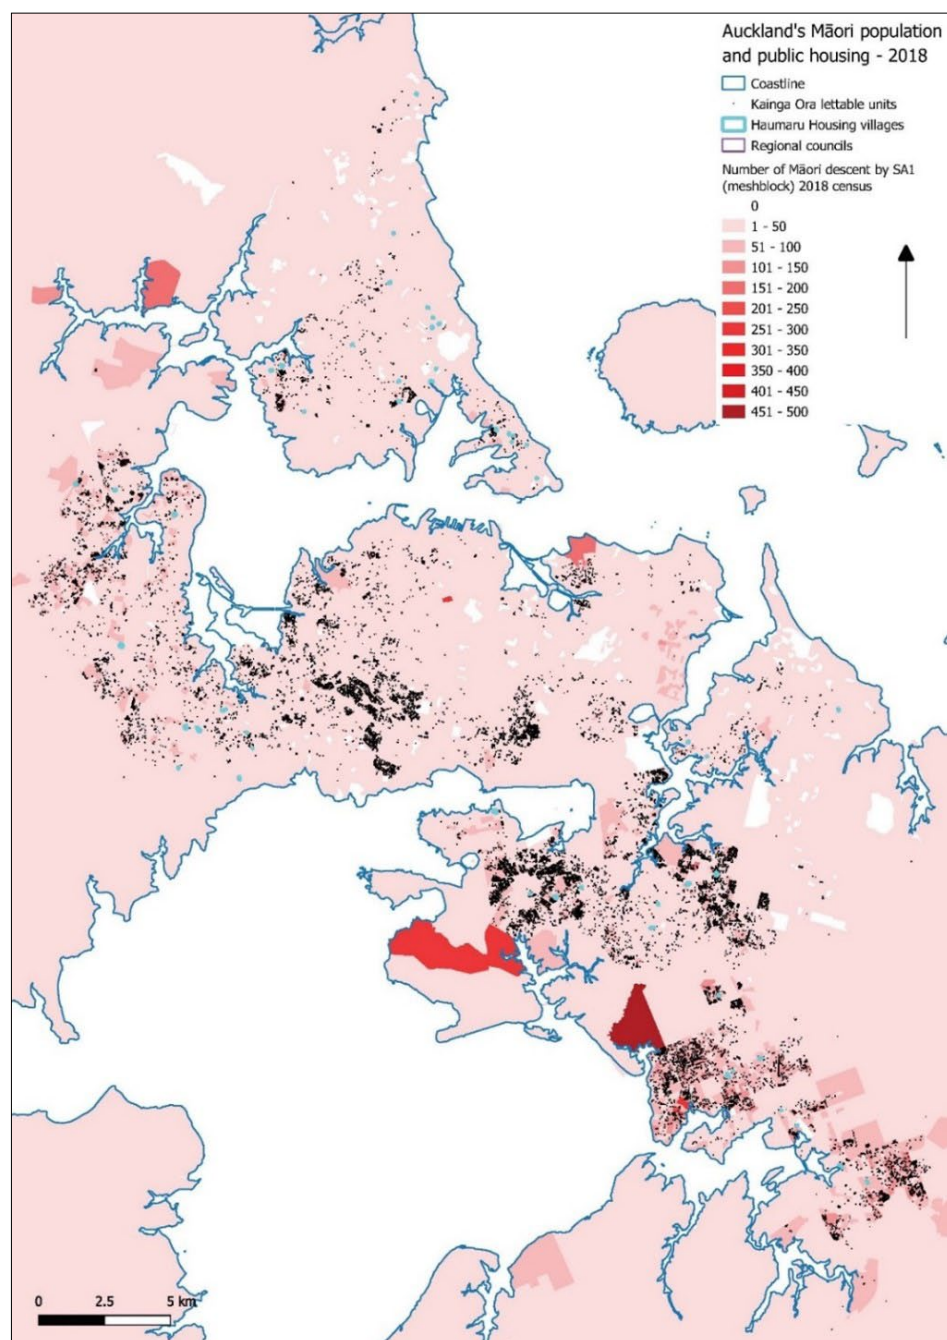 Auckland's Māori population
and public housing - 2018
Coastline
Kainga Ora lettable units
Haumaru Housing villages
Regional councils
Number of Māori descent by SA1
(meshblock) 2018 census
0
1 - 50
51 - 100
101 - 150
151 - 200
201 - 250
251 - 300
301 - 350
350 - 400
401 - 450
451 - 500
0 2.5 5 km